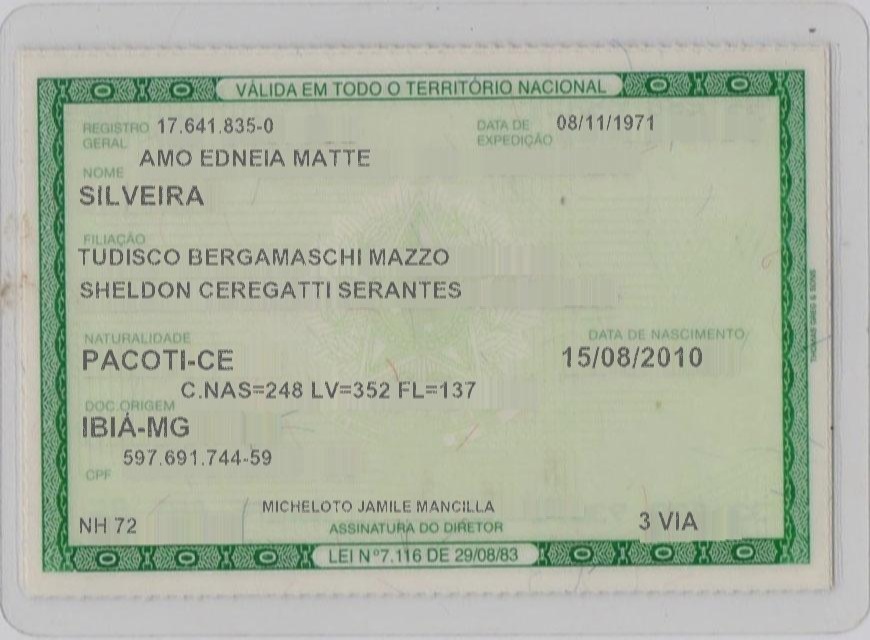 VÁLIDA EM TODO O TERRITÓRIO NACIONAL
REGISTRO GERAL 17.641.835-0 DATA DE EXPEDIÇÃO 08/11/1971
NOME AMO EDNEIA MATTE
SILVEIRA
FILIAÇÃO
TUDISCO BERGAMASCHI MAZZO
SHELDON CEREGATTI SERANTES
NATURALIDADE DATA DE NASCIMENTO
PACOTI-CE 15/08/2010
C.NAS=248 LV=352 FL=137
DOC.ORIGEM
IBIÁ-MG
CPF 597.691.744-59
MICHELOTO JAMILE MANCILLA
NH 72 ASSINATURA DO DIRETOR 3 VIA
LEI Nº7.116 DE 29/08/83